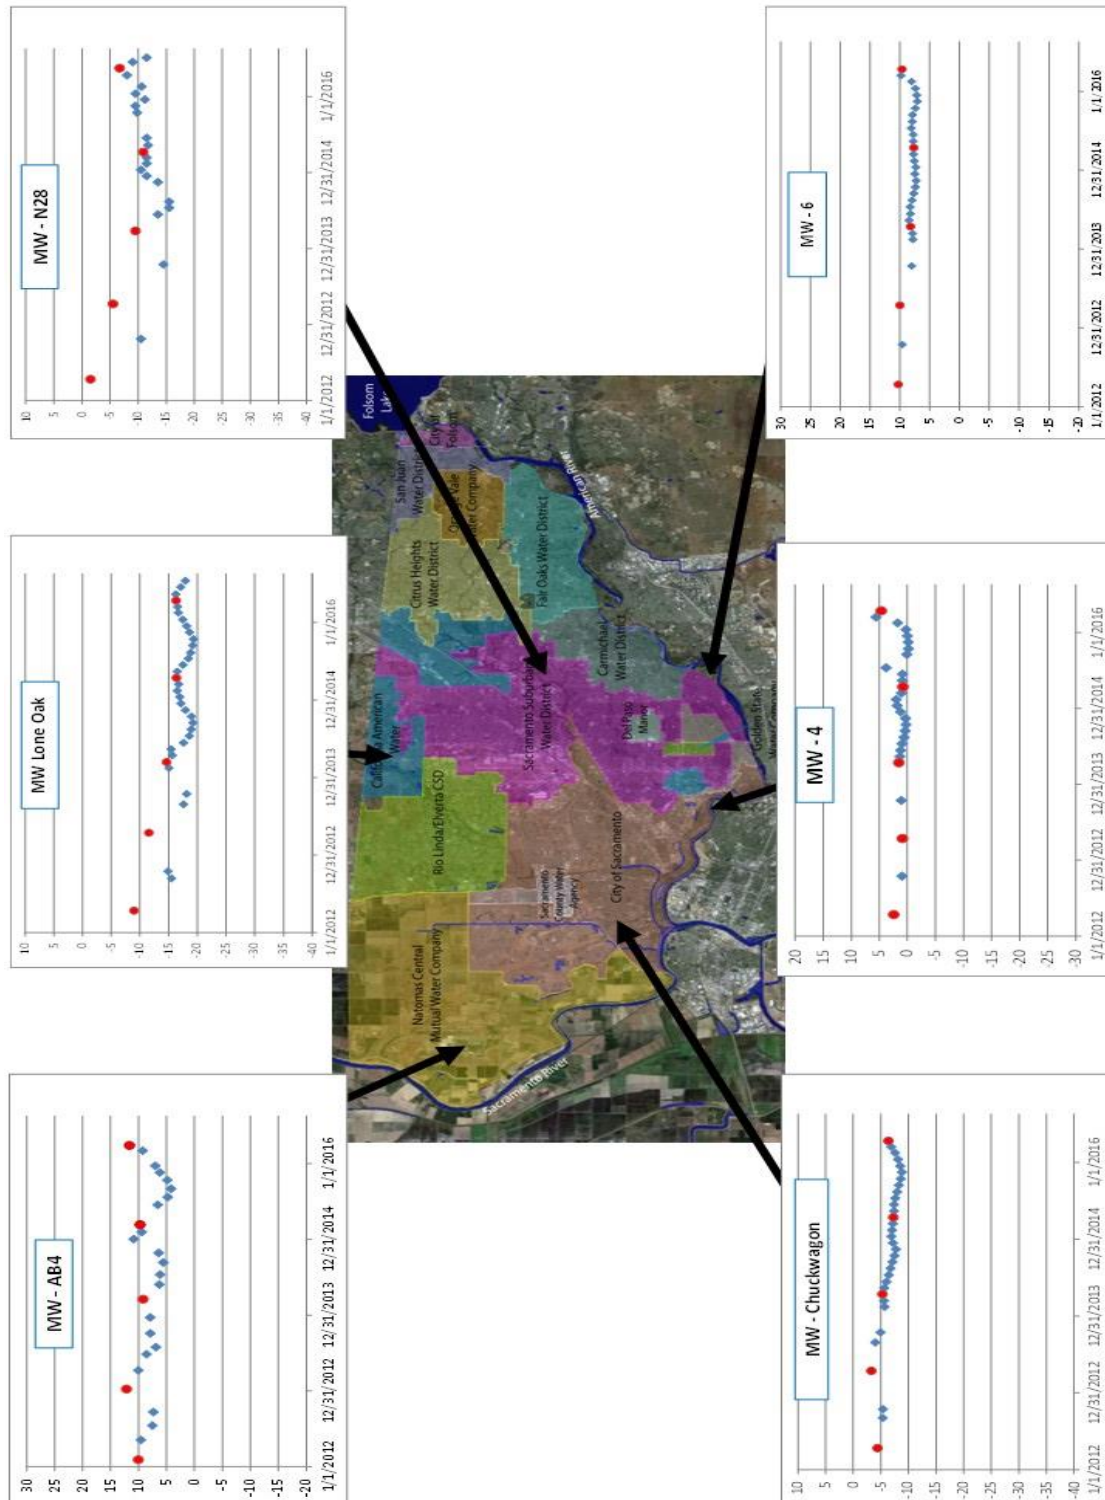 MW - AB4
30
25
20
15
10
5
0
-5
-10
-15
-20
1/1/2012 12/31/2012 12/31/2013 12/31/2014 1/1/2016
MW Lone Oak
10
5
0
-5
-10
-15
-20
-25
-30
-35
-40
1/1/2012 12/31/2012 12/31/2013 12/31/2014 1/1/2016
MW - N28
10
5
0
-5
-10
-15
-20
-25
-30
-35
-40
1/1/2012 12/31/2012 12/31/2013 12/31/2014 1/1/2016
Folsom
Lake
City of
Folsom
San Juan
Water District
Orange Vale
Water Company
Citrus Heights
Water District
California American
Water
Rio Linda/Elverta CSD
Natomas Central
Mutual Water Company
Sacramento Suburban
Water District
Fair Oaks Water District
American River
Sacramento
County Water
Agency
Carmichael
Water District
Del Paso
Manor
City of Sacramento
Sacramento River
Golden State
Water Company
MW - Chuckwagon
10
5
0
-5
-10
-15
-20
-25
-30
-35
-40
1/1/2012 12/31/2012 12/31/2013 12/31/2014 1/1/2016
MW - 4
20
15
10
5
0
-5
-10
-15
-20
-25
-30
1/1/2012 12/31/2012 12/31/2013 12/31/2014 1/1/2016
MW - 6
30
25
20
15
10
5
0
-5
-10
-15
-20
1/1/2012 12/31/2012 12/31/2013 12/31/2014 1/1/2016